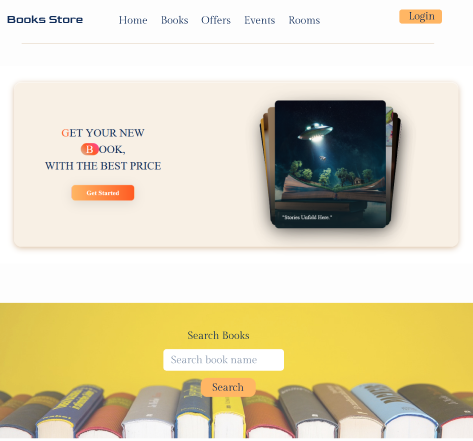 Books Store
Home Books Offers Events Rooms
Login
GET YOUR NEW
BOOK,
WITH THE BEST PRICE
Get Started
"Stories Unfold Here."
Search Books
Search book name
Search